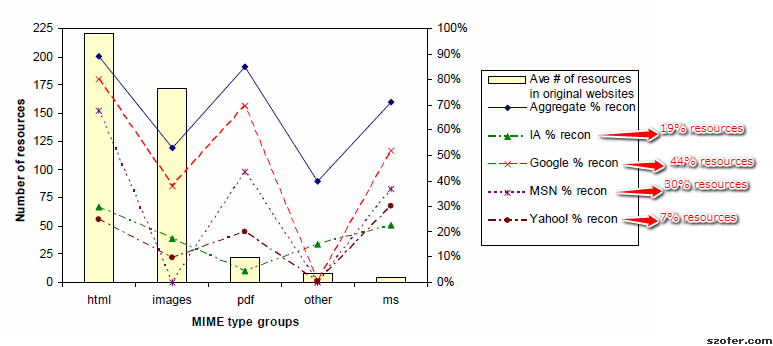 225
200
175
150
125
100
75
50
25
0
Number of resources
100%
90%
80%
70%
60%
50%
40%
30%
20%
10%
0%
html images pdf other ms
MIME type groups
Ave # of resources
in original websites
Aggregate % recon
IA % recon 19% resources
Google % recon 44% resources
MSN % recon 30% resources
Yahoo! % recon 7% resources
szoter.com